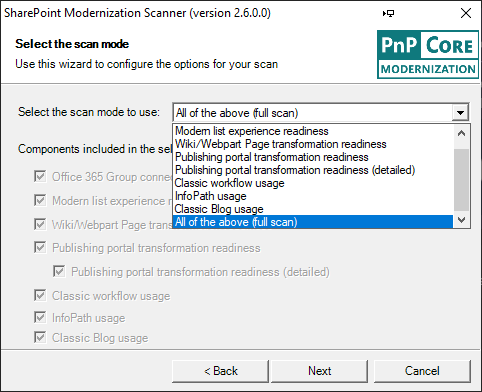 SharePoint Modernization Scanner (version 2.6.0.0)
Select the scan mode
Use this wizard to configure the options for your scan
PnP CORE
MODERNIZATION
Select the scan mode to use:
All of the above (full scan)
Modern list experience readiness
Wiki/Webpart Page transformation readiness
Publishing portal transformation readiness
Publishing portal transformation readiness (detailed)
Classic workflow usage
InfoPath usage
Classic Blog usage
All of the above (full scan)
Components included in the sel
Office 365 Group connec
Modern list experience r
Wiki/Webpart Page trans
Publishing portal transformation readiness
Publishing portal transformation readiness (detailed)
Classic workflow usage
InfoPath usage
Classic Blog usage
< Back
Next
Cancel